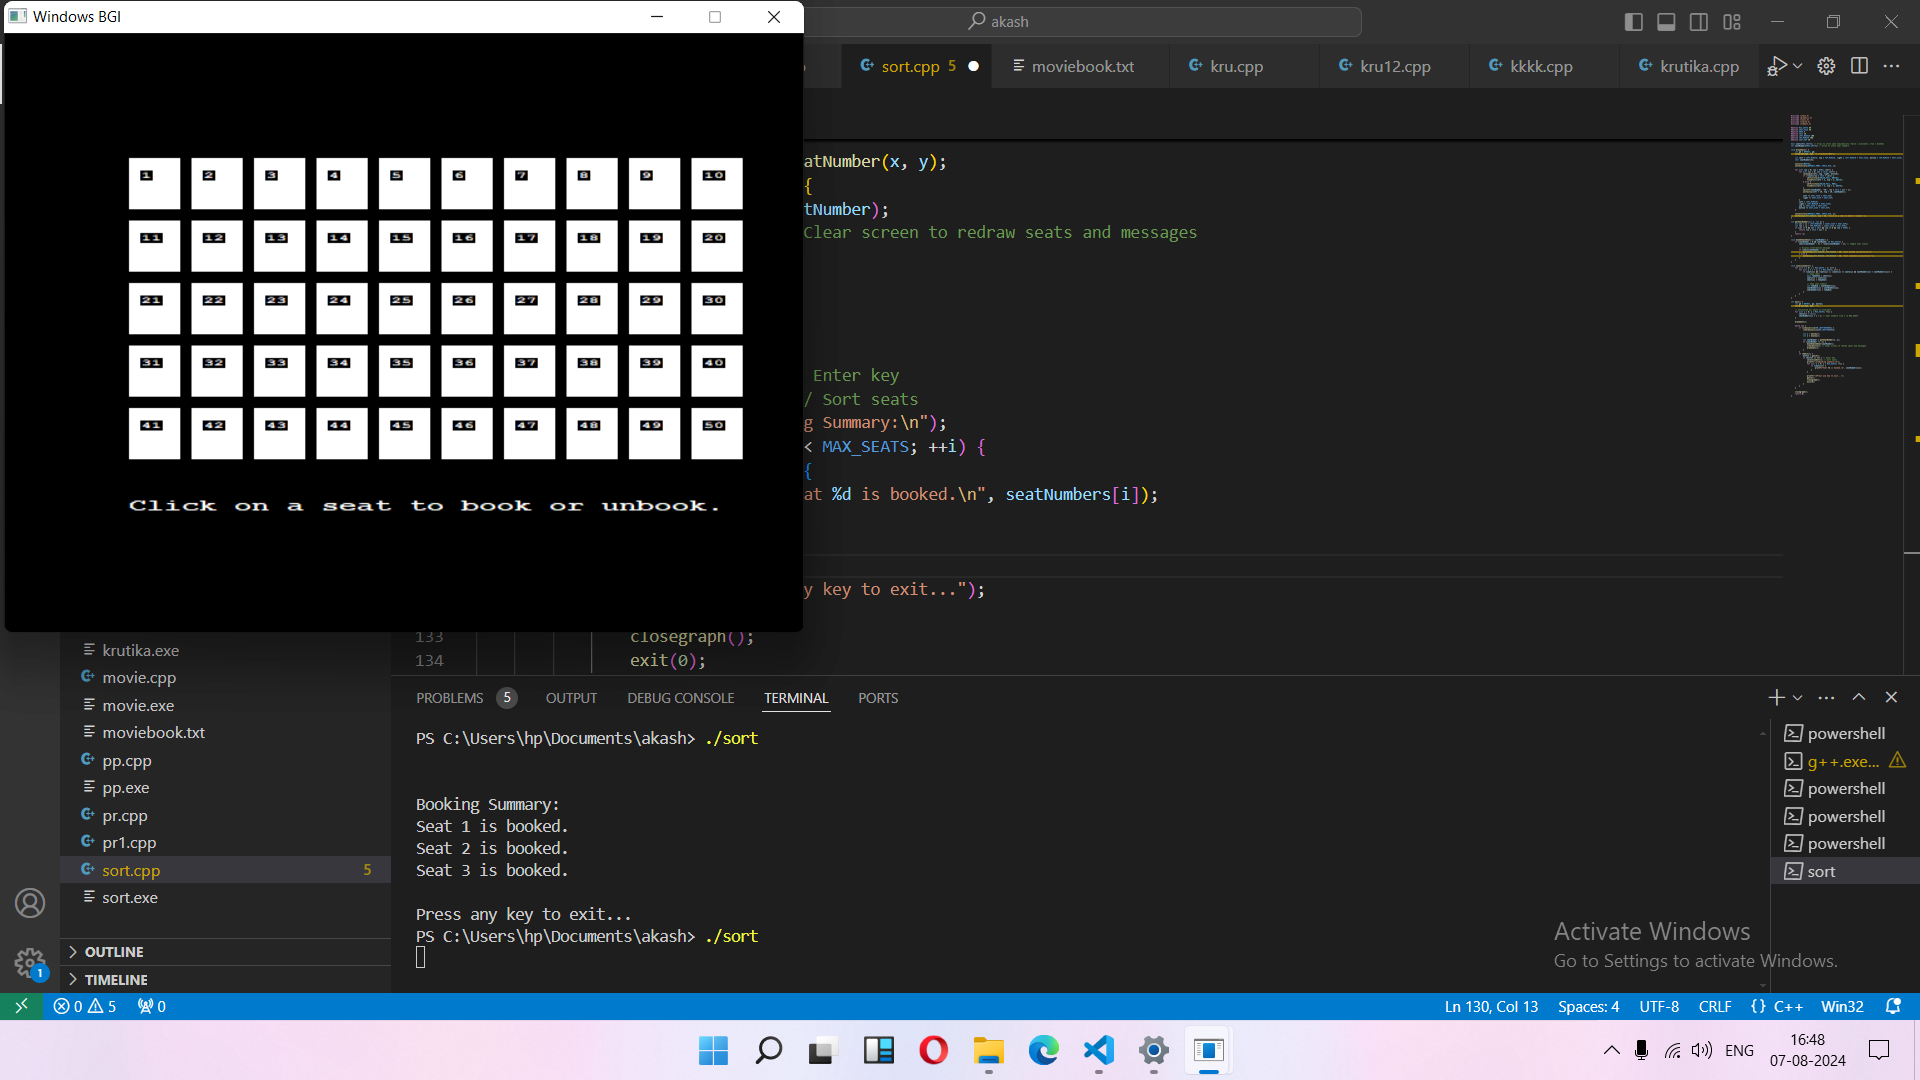 Windows BGI
akash
1 2 3 4 5 6 7 8 9 10
11 12 13 14 15 16 17 18 19 20
21 22 23 24 25 26 27 28 29 30
31 32 33 34 35 36 37 38 39 40
41 42 43 44 45 46 47 48 49 50
Click on a seat to book or unbook.
sort.cpp 5
moviebook.txt
kru.cpp
kru12.cpp
kkkk.cpp
krutika.cpp
atNumber(x, y);
{
tNumber);
Clear screen to redraw seats and messages
Enter key
/ Sort seats
g Summary:\n");
< MAX_SEATS; ++i) {
{
at %d is booked.\n", seatNumbers[i]);
y key to exit...");
133 closegraph();
134 exit(0);
krutika.exe
movie.cpp
movie.exe
moviebook.txt
pp.cpp
pp.exe
pr.cpp
pr1.cpp
sort.cpp 5
sort.exe
OUTLINE
TIMELINE
1
PROBLEMS 5 OUTPUT DEBUG CONSOLE TERMINAL PORTS
PS C:\Users\hp\Documents\akash> ./sort
Booking Summary:
Seat 1 is booked.
Seat 2 is booked.
Seat 3 is booked.
Press any key to exit...
PS C:\Users\hp\Documents\akash> ./sort
powershell
g++.exe...
powershell
powershell
powershell
sort
Activate Windows
Go to Settings to activate Windows.
0 5 0
Ln 130, Col 13 Spaces: 4 UTF-8 CRLF {} C++ Win32
ENG
16:48
07-08-2024